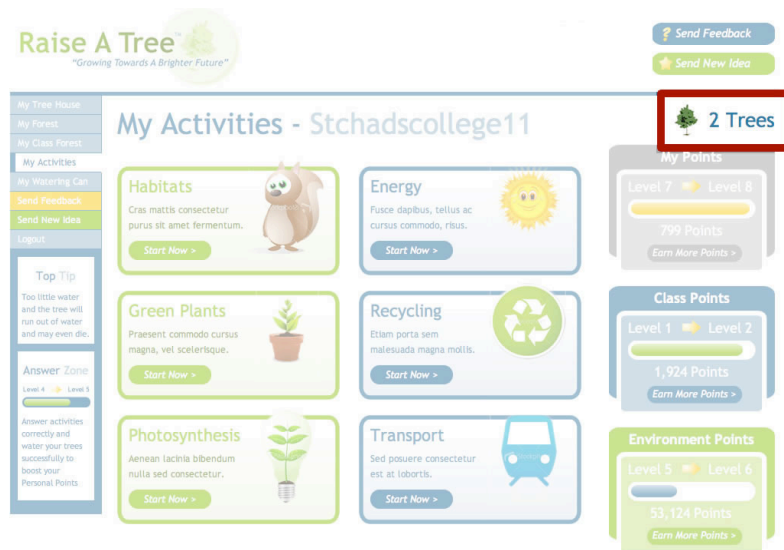 Raise A Tree™
"Growing Towards A Brighter Future"
? Send Feedback
Send New Idea
2 Trees
My Tree House
My Forest
My Class Forest
My Activities
My Watering Can
Send Feedback
Send New Idea
Logout
Top Tip
Too little water
and the tree will
run out of water
and may even die.
Answer Zone
Level 4 Level 5
Answer activities
correctly and
water your trees
successfully to
boost your
Personal Points
My Activities - Stchadscollege11
Habitats
Cras mattis consectetur
purus sit amet fermentum.
Start Now >
Energy
Fusce dapibus, tellus ac
cursus commodo, risus.
Start Now >
Green Plants
Praesent commodo cursus
magna, vel scelerisque.
Start Now >
Recycling
Etiam porta sem
malesuada magna mollis.
Start Now >
Photosynthesis
Aenean lacinia bibendum
nulla sed consectetur.
Start Now >
Transport
Sed posuere consectetur
est at lobortis.
Start Now >
My Points
Level 7 Level 8
799 Points
Earn More Points >
Class Points
Level 1 Level 2
1,924 Points
Earn More Points >
Environment Points
Level 5 Level 6
53,124 Points
Earn More Points >